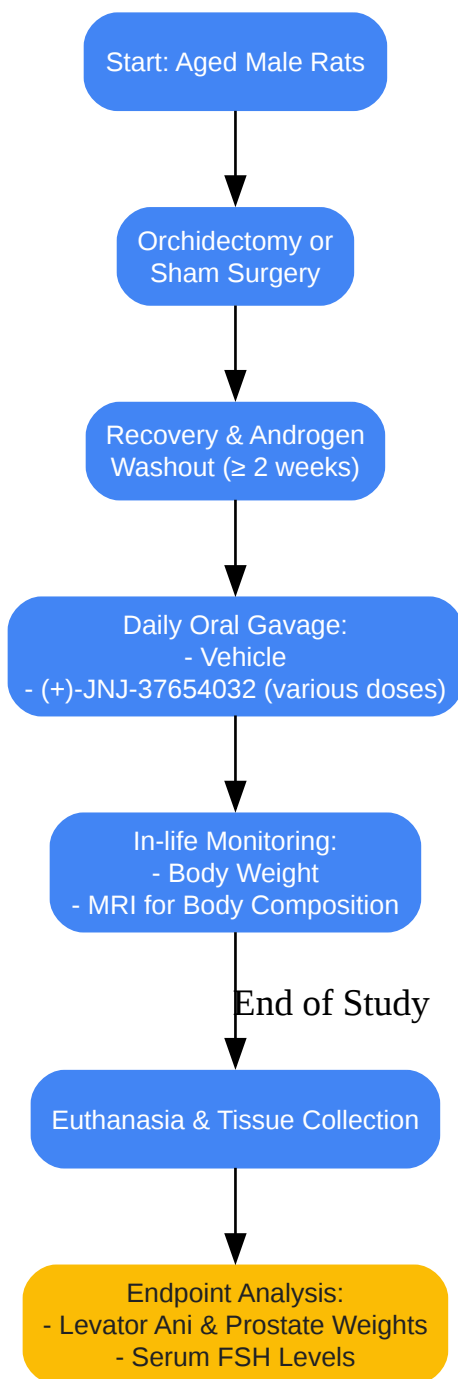 Start: Aged Male Rats
Orchidectomy or
Sham Surgery
Recovery & Androgen
Washout (≥ 2 weeks)
Daily Oral Gavage:
- Vehicle
- (+)-JNJ-37654032 (various doses)
In-life Monitoring:
- Body Weight
- MRI for Body Composition
End of Study
Euthanasia & Tissue Collection
Endpoint Analysis:
- Levator Ani & Prostate Weights
- Serum FSH Levels